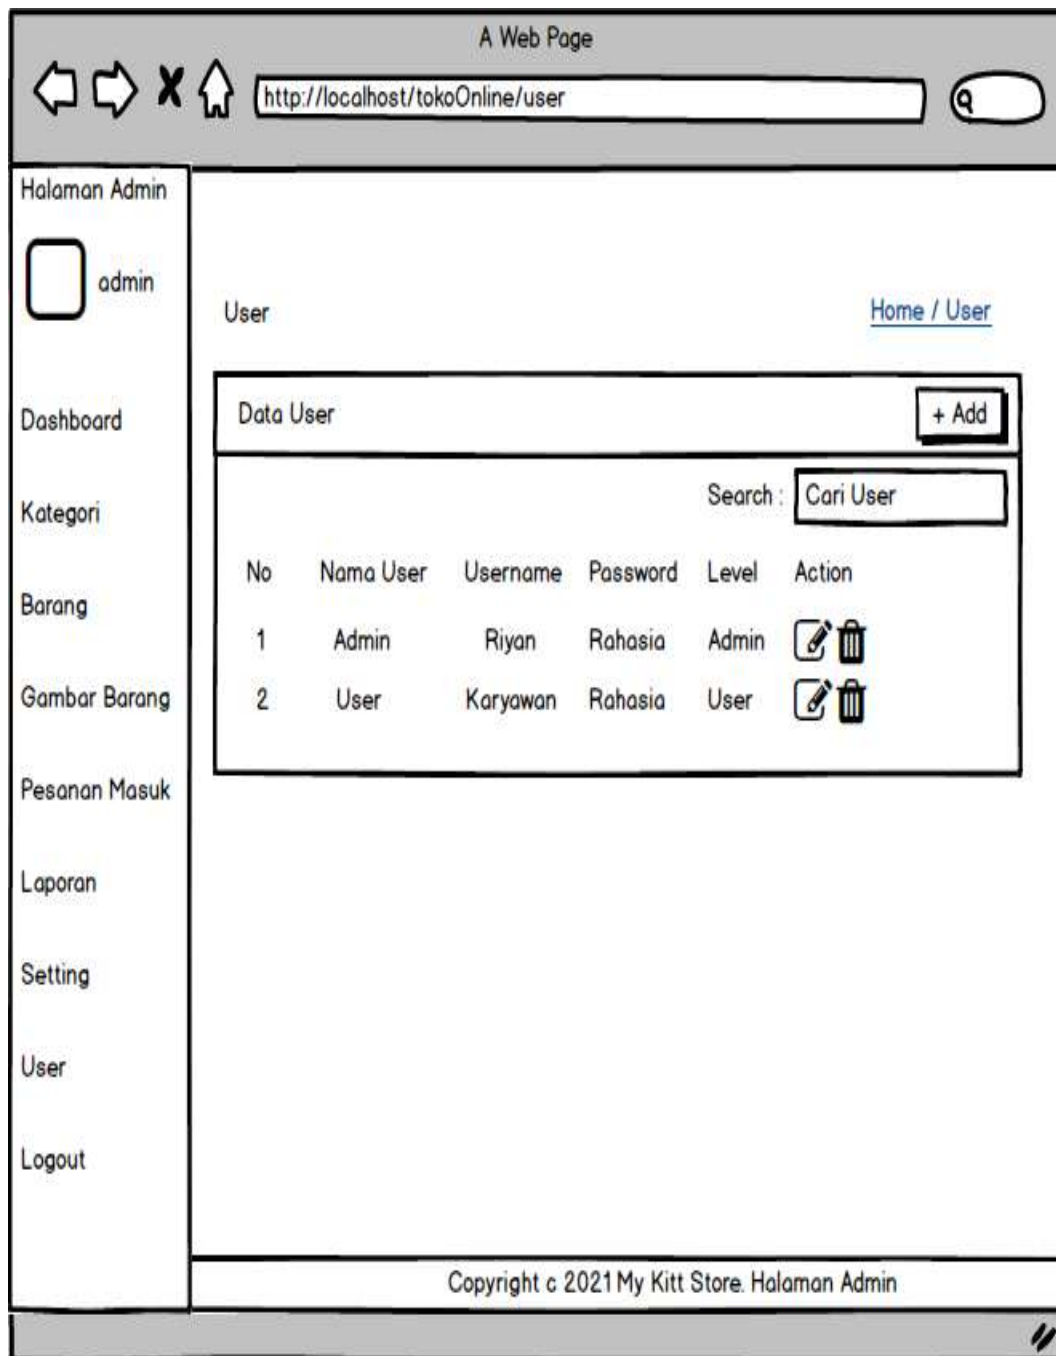 A Web Page
http://localhost/tokoOnline/user
Halaman Admin
admin
Dashboard
Kategori
Barang
Gambar Barang
Pesanan Masuk
Laporan
Setting
User
Logout
User
Home / User
Data User
+ Add
Search : Cari User
No Nama User Username Password Level Action
1 Admin Riyan Rahasia Admin
2 User Karyawan Rahasia User
Copyright c 2021 My Kitt Store. Halaman Admin